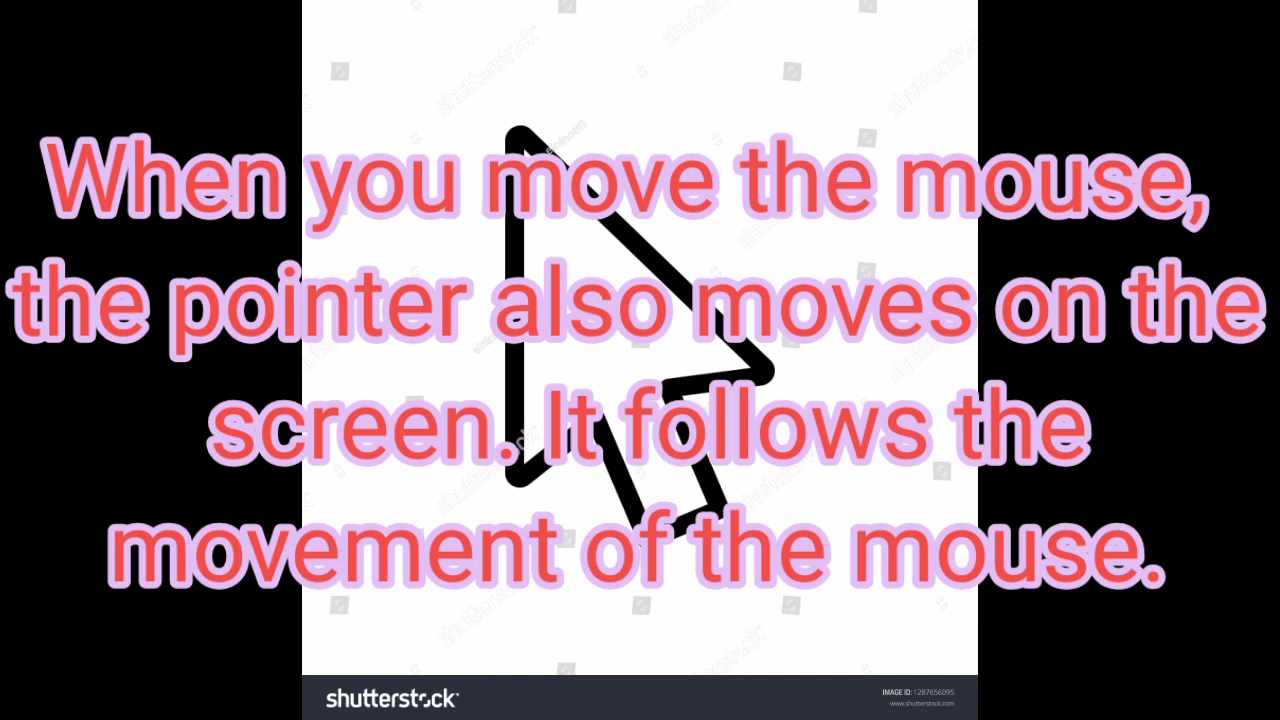 When you move the mouse,
the pointer also moves on the
screen. It follows the
movement of the mouse.
shutterstock
IMAGE ID: 1287656095
www.shutterstock.com